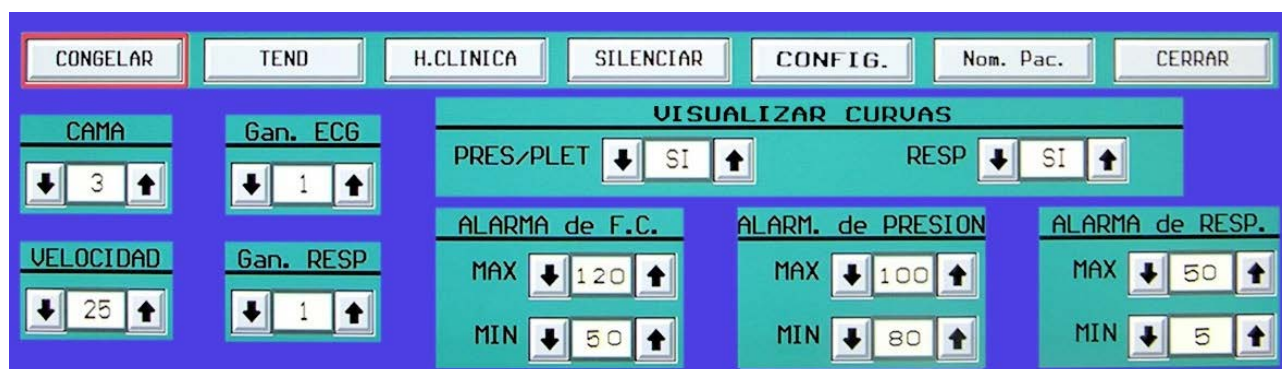 CONGELAR TEND H.CLINICA SILENCIAR CONFIG. Nom. Pac. CERRAR
VISUALIZAR CURVAS
CAMA Gan. ECG
PRES/PLET SI RESP SI
3 1
ALARMA de F.C. ALARM. de PRESION ALARMA de RESP.
VELOCIDAD Gan. RESP
MAX 120 MAX 100 MAX 50
25 1
MIN 50 MIN 80 MIN 5